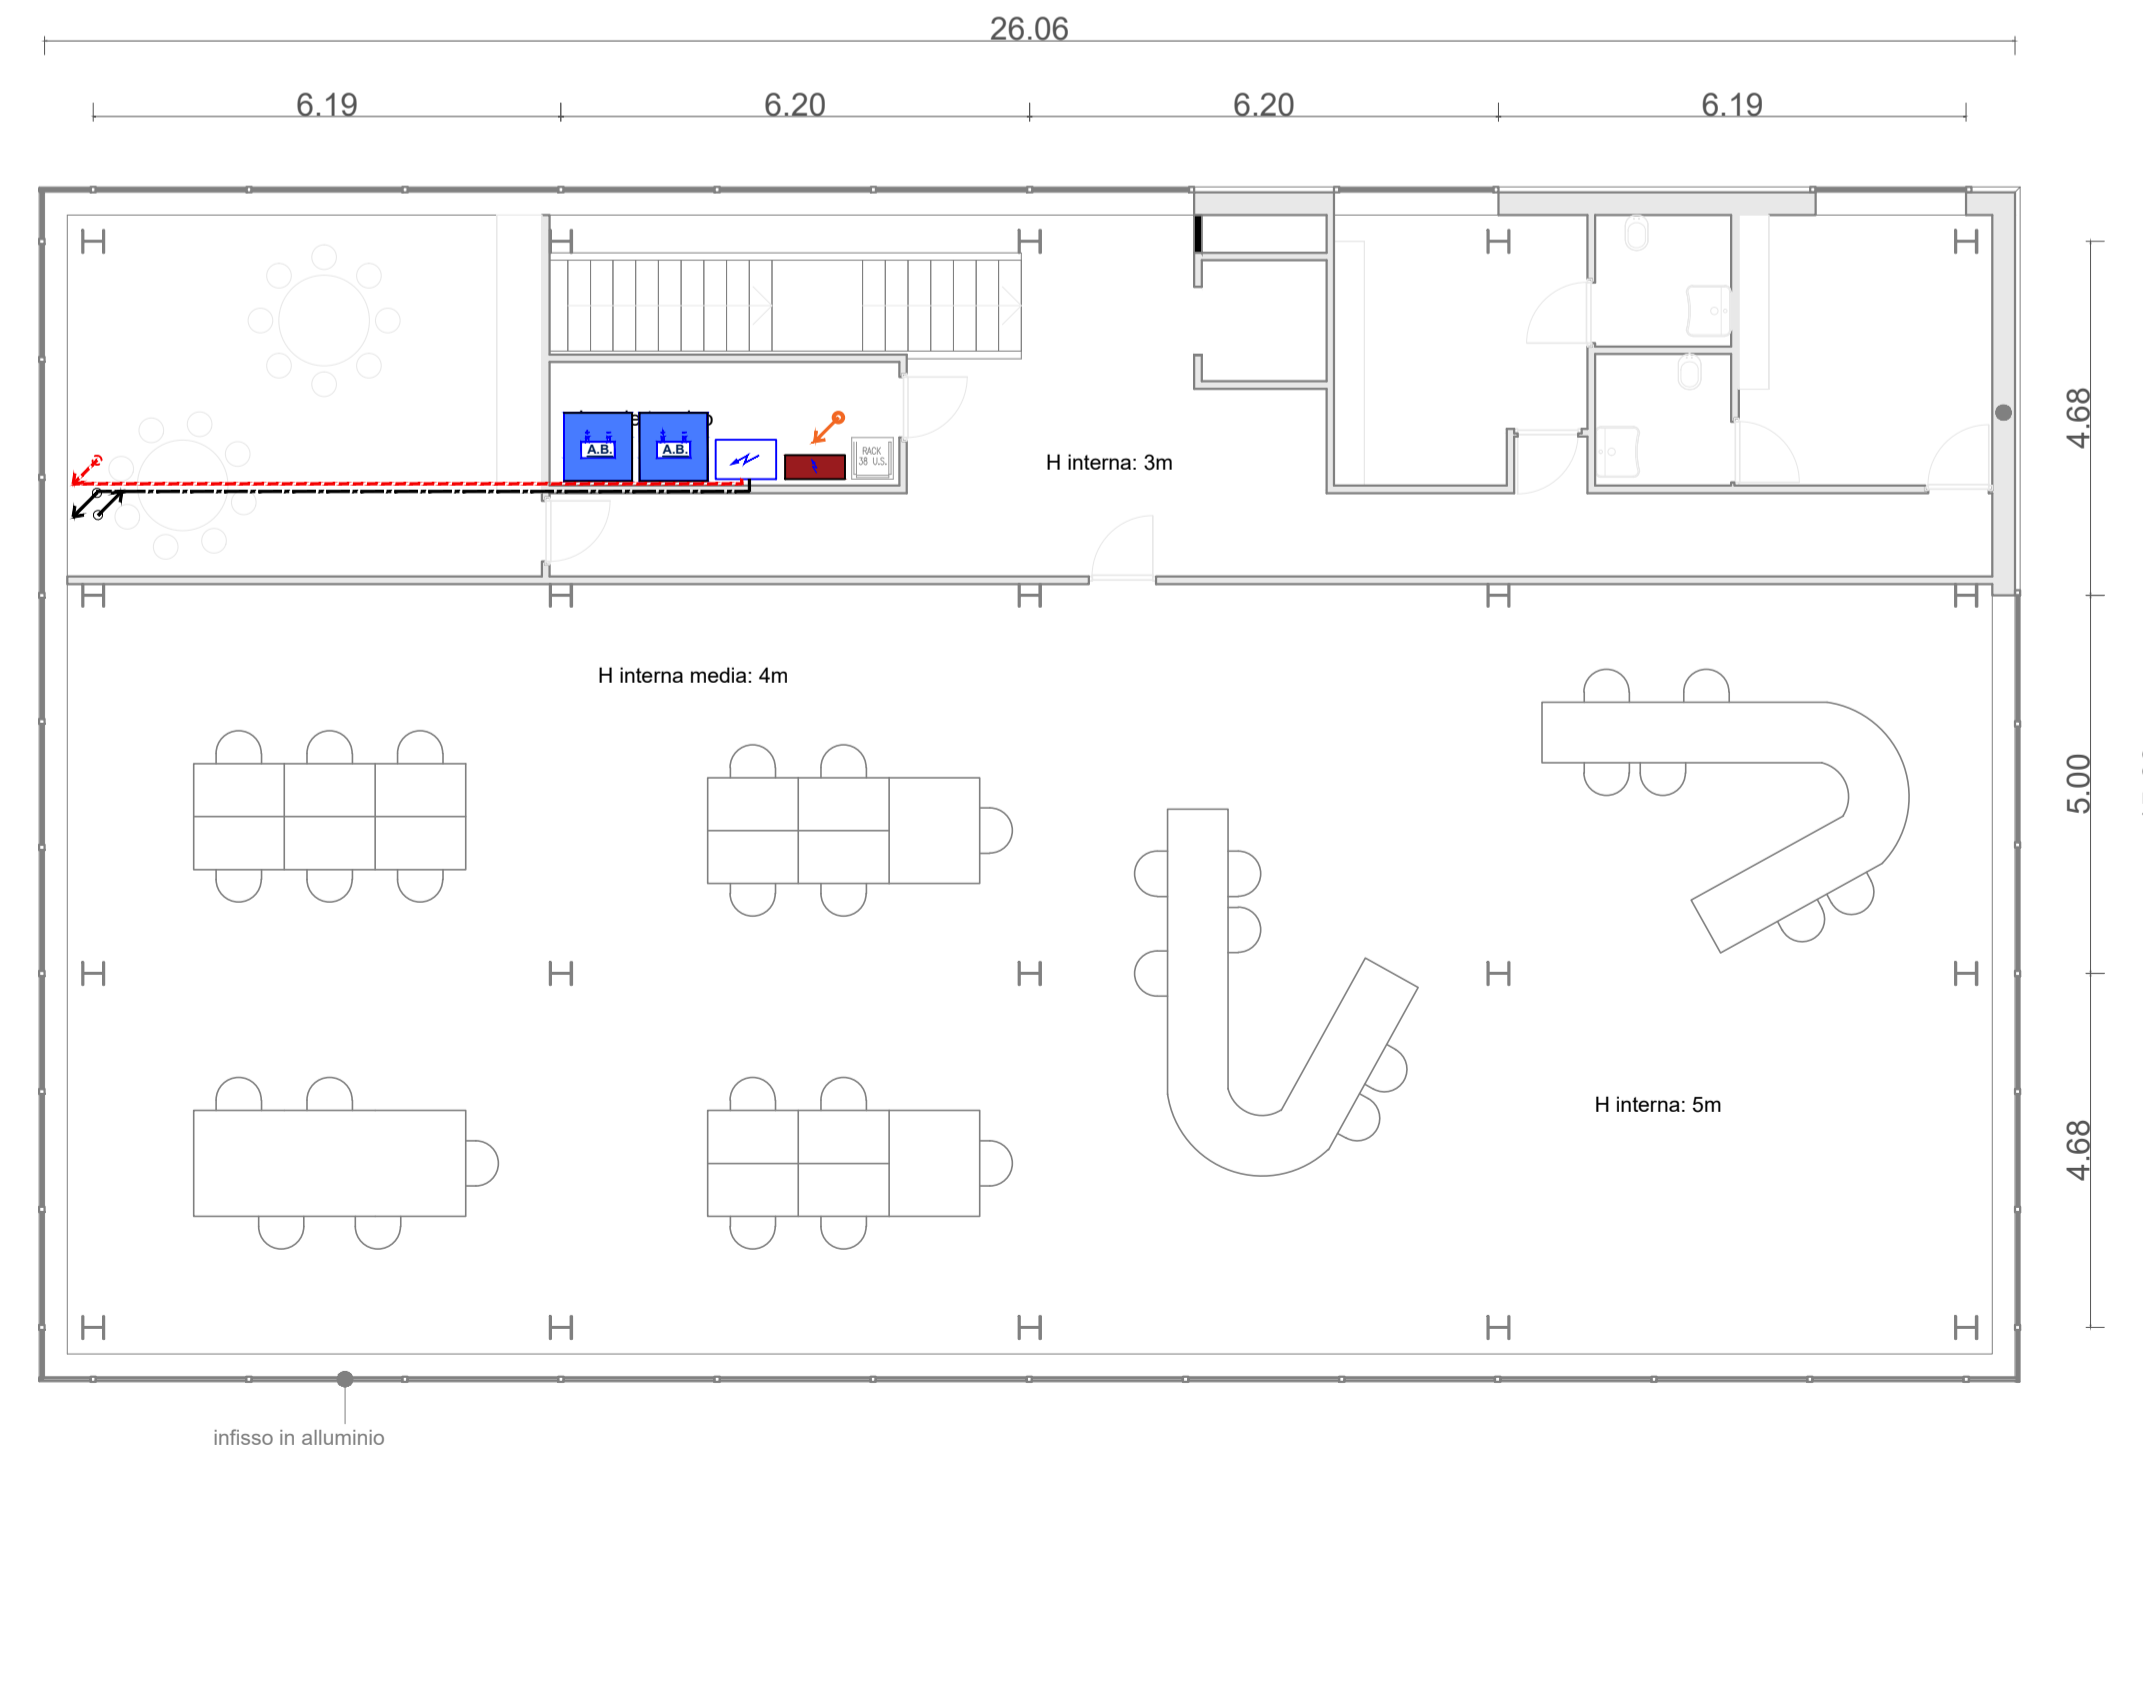 26.06
6.19
6.20
6.20
6.19
A.B.
A.B.
RACK
38 U.S.
H interna: 3m
4.68
H interna media: 4m
5.00
H interna: 5m
4.68
infisso in alluminio